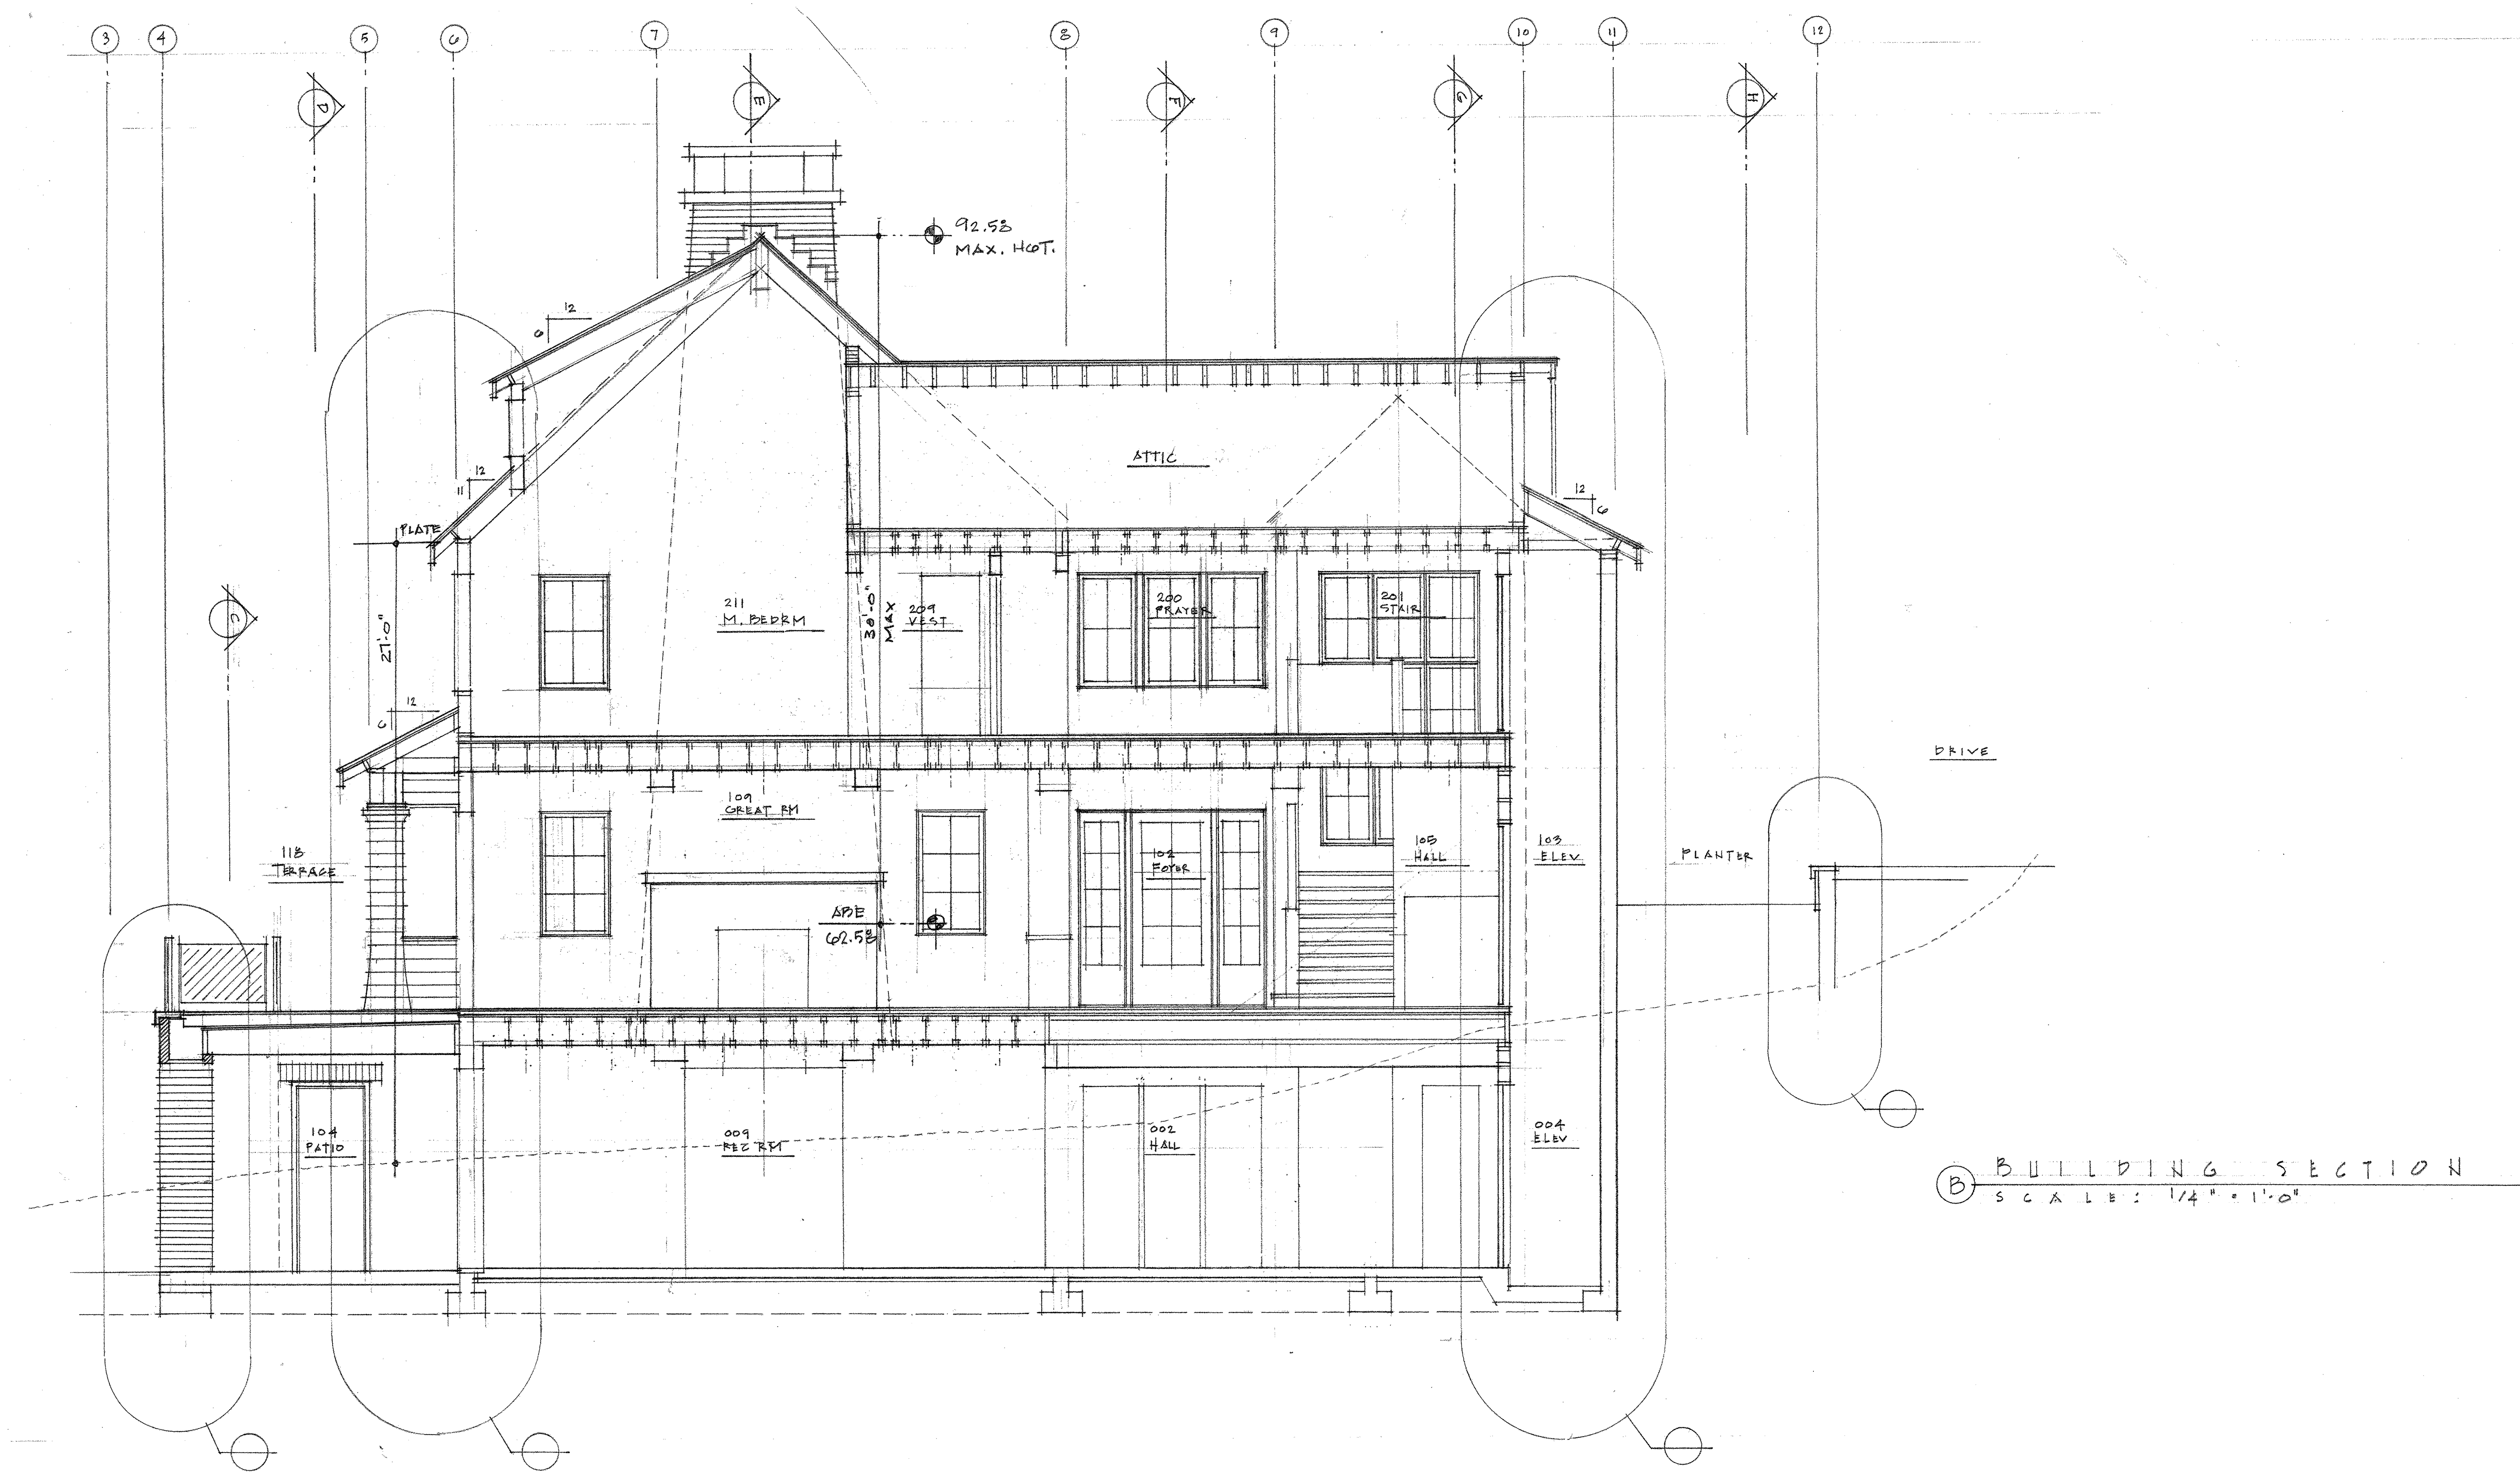 3 4 5 6 7 8 9 10 11 12
D E F G H
92.58
MAX. HGT.
12
6
12
11
PLATE
12
6
ATTIC
C
27'-0"
211
M. BEDRM
30'-0"
MAX
209
VEST
200
PRAYER
201
STAIR
12
6
DRIVE
109
GREAT RM
118
TERRACE
102
FOYER
105
HALL
103
ELEV
PLANTER
ABE
62.58
104
PATIO
009
REC RM
002
HALL
004
ELEV
B BUILDING SECTION
SCALE: 1/4" = 1'-0"